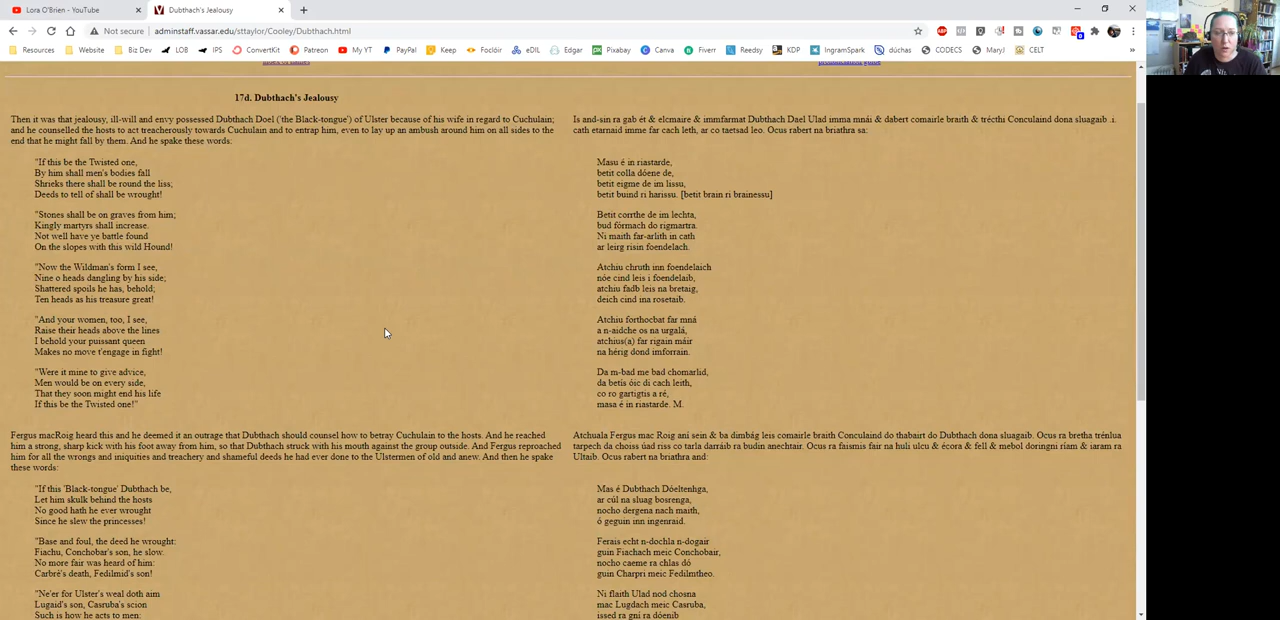 Lora O'Brien - YouTube
Dubthach's Jealousy
Not secure
adminstaff.vassar.edu/sttaylor/Cooley/Dubthach.html
Resources Website Biz Dev LOB IPS ConvertKit Patreon My YT PayPal Keep Foclóir eDIL Edgar Pixabay Canva Fiverr Reedsy KDP IngramSpark dúchas CODECS MaryJ CELT
index of names
pronunciation guide
17d. Dubthach's Jealousy
Then it was that jealousy, ill-will and envy possessed Dubthach Doel ('the Black-tongue') of Ulster because of his wife in regard to Cuchulain;
and he counselled the hosts to act treacherously towards Cuchulain and to entrap him, even to lay up an ambush around him on all sides to the
end that he might fall by them. And he spake these words:
"If this be the Twisted one,
By him shall men's bodies fall
Shrieks there shall be round the liss;
Deeds to tell of shall be wrought!
"Stones shall be on graves from him;
Kingly martyrs shall increase.
Not well have ye battle found
On the slopes with this wild Hound!
"Now the Wildman's form I see,
Nine o heads dangling by his side;
Shattered spoils he has, behold;
Ten heads as his treasure great!
"And your women, too, I see,
Raise their heads above the lines
I behold your puissant queen
Makes no move t'engage in fight!
"Were it mine to give advice,
Men would be on every side,
That they soon might end his life
If this be the Twisted one!"
Fergus macRoig heard this and he deemed it an outrage that Dubthach should counsel how to betray Cuchulain to the hosts. And he reached
him a strong, sharp kick with his foot away from him, so that Dubthach struck with his mouth against the group outside. And Fergus reproached
him for all the wrongs and iniquities and treachery and shameful deeds he had ever done to the Ulstermen of old and anew. And then he spake
these words:
"If this 'Black-tongue' Dubthach be,
Let him skulk behind the hosts
No good hath he ever wrought
Since he slew the princesses!
"Base and foul, the deed he wrought:
Fiachu, Conchobar's son, he slow.
No more fair was heard of him:
Carbrè's death, Fedilmid's son!
"Ne'er for Ulster's weal doth aim
Lugaid's son, Casruba's scion
Such is how he acts to men:
Is and-sin ra gab ét & elcmaire & immfarmat Dubthach Dael Ulad imma mnái & dabert comairle braith & trécthi Conculaind dona sluagaib .i.
cath etarnaid imme far cach leth, ar co taetsad leo. Ocus rabert na briathra sa:
Masu é in riastarde,
betit colla dóene de,
betit eigme de im lissu,
betit buind ri harissu. [betit brain ri brainessu]
Betit corrthe de im lechta,
bud fórmach do rigmartra.
Ni maith far-arlith in cath
ar leirg risin foendelach.
Atchiu chruth inn foendelaich
nóe cind leis i foendelaib,
atchiu fadb leis na bretaig,
deich cind ina rosetaib.
Atchiu forthocbat far mná
a n-aidche os na urgalá,
atchius(a) far rigain máir
na hérig dond imforrain.
Da m-bad me bad chomarlid,
da betís óic di cach leith,
co ro gartigtis a ré,
masa é in riastarde. M.
Atchuala Fergus mac Roig aní sein & ba dimbág leis comairle braith Conculaind do thabairt do Dubthach dona sluagaib. Ocus ra bretha trénlua
tarpech da choiss úad riss co tarla darráib ra budin anechtair. Ocus ra faisimis fair na huli ulcu & écora & fell & mebol doringni ríam & iaram ra
Ultaib. Ocus rabert na briathra and:
Mas é Dubthach Dóeltenhga,
ar cúl na sluag bosrenga,
nocho dergena nach maith,
ó geguin inn ingenraid.
Ferais echt n-dochla n-dogair
guin Fiachach meic Conchobair,
nocho caeme ra chlas dó
guin Charpri meic Fedilmtheo.
Ni flaith Ulad nod chosna
mac Lugdach meic Casruba,
issed ra gní ra dóenib